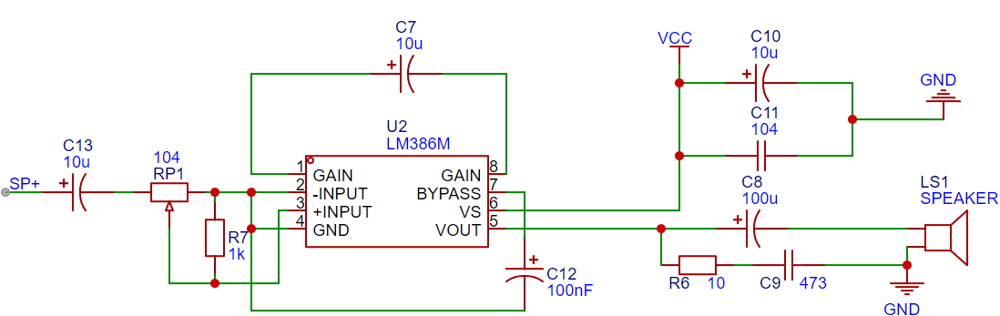 C7
10u
VCC
C10
10u
GND
C11
104
U2
LM386M
C13
10u
104
RP1
SP+
1
GAIN
GAIN
8
2
-INPUT
BYPASS
7
3
+INPUT
VS
6
4
GND
VOUT
5
C8
100u
LS1
SPEAKER
R7
1k
C12
100nF
R6
10
C9
473
GND